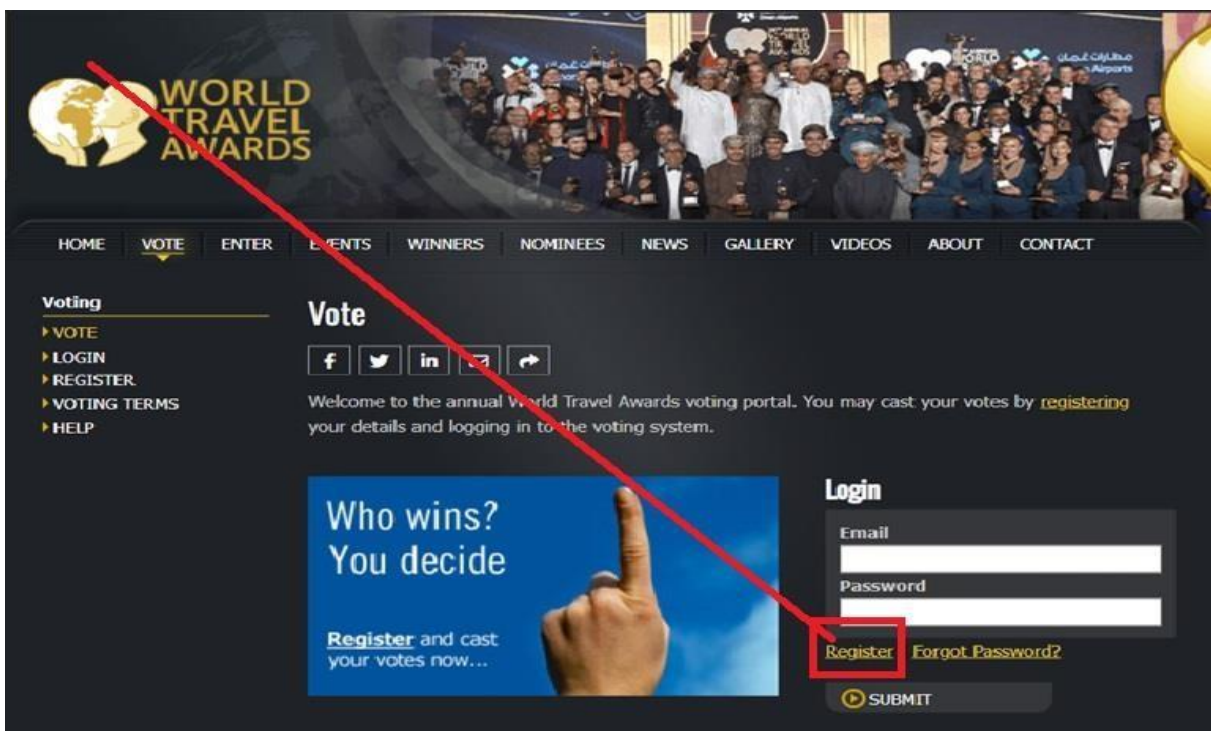 WORLD
TRAVEL
AWARDS
HOME VOTE ENTER EVENTS WINNERS NOMINEES NEWS GALLERY VIDEOS ABOUT CONTACT
Voting
VOTE
LOGIN
REGISTER
VOTING TERMS
HELP
Vote
Welcome to the annual World Travel Awards voting portal. You may cast your votes by registering
your details and logging in to the voting system.
Who wins?
You decide
Register and cast
your votes now...
Login
Email
Password
Register Forgot Password?
SUBMIT